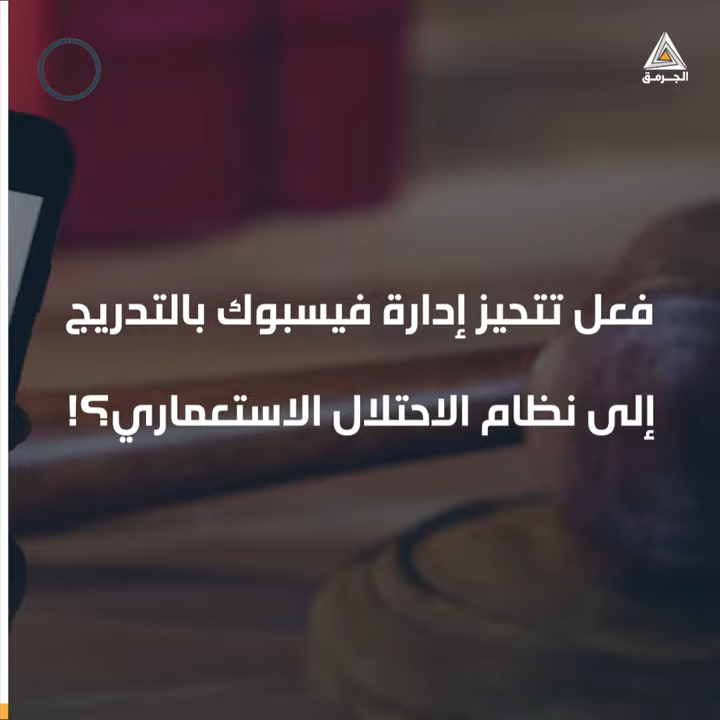 الجرمق
فعل تتحيز إدارة فيسبوك بالتدريج
إلى نظام الاحتلال الاستعماري؟!